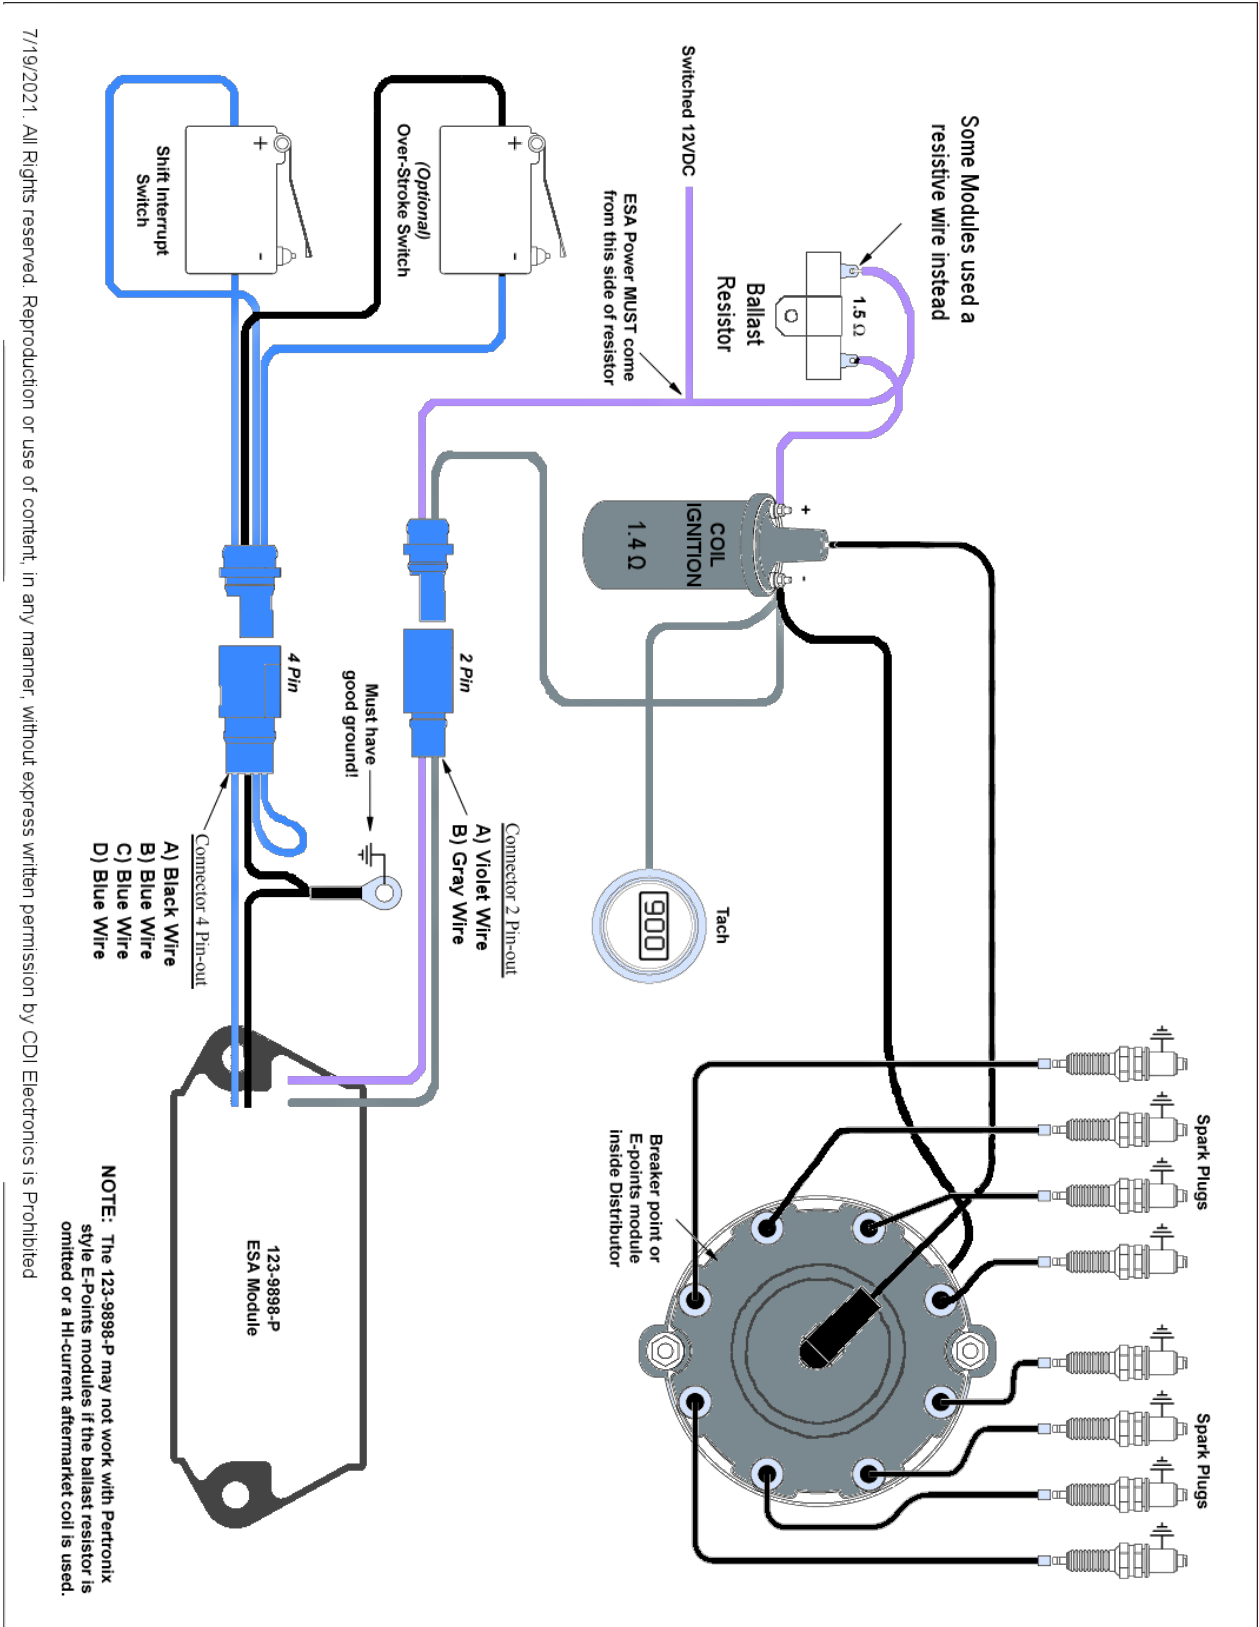 Spark Plugs
Spark Plugs
Some Modules used a
resistive wire instead
1.5 Ω
Ballast
Resistor
Switched 12VDC
ESA Power MUST come
from this side of resistor
+
-
COIL
IGNITION
1.4 Ω
Tach
900
Breaker point or
E-points module
inside Distributor
+
-
(Optional)
Over-Stroke Switch
+
-
Shift Interrupt
Switch
2 Pin
Connector 2 Pin-out
A) Violet Wire
B) Gray Wire
Must have
good ground!
4 Pin
Connector 4 Pin-out
A) Black Wire
B) Blue Wire
C) Blue Wire
D) Blue Wire
123-9898-P
ESA Module
NOTE: The 123-9898-P may not work with Pertronix
style E-Points modules if the ballast resistor is
omitted or a HI-current aftermarket coil is used.
7/19/2021. All Rights reserved. Reproduction or use of content, in any manner, without express written permission by CDI Electronics is Prohibited